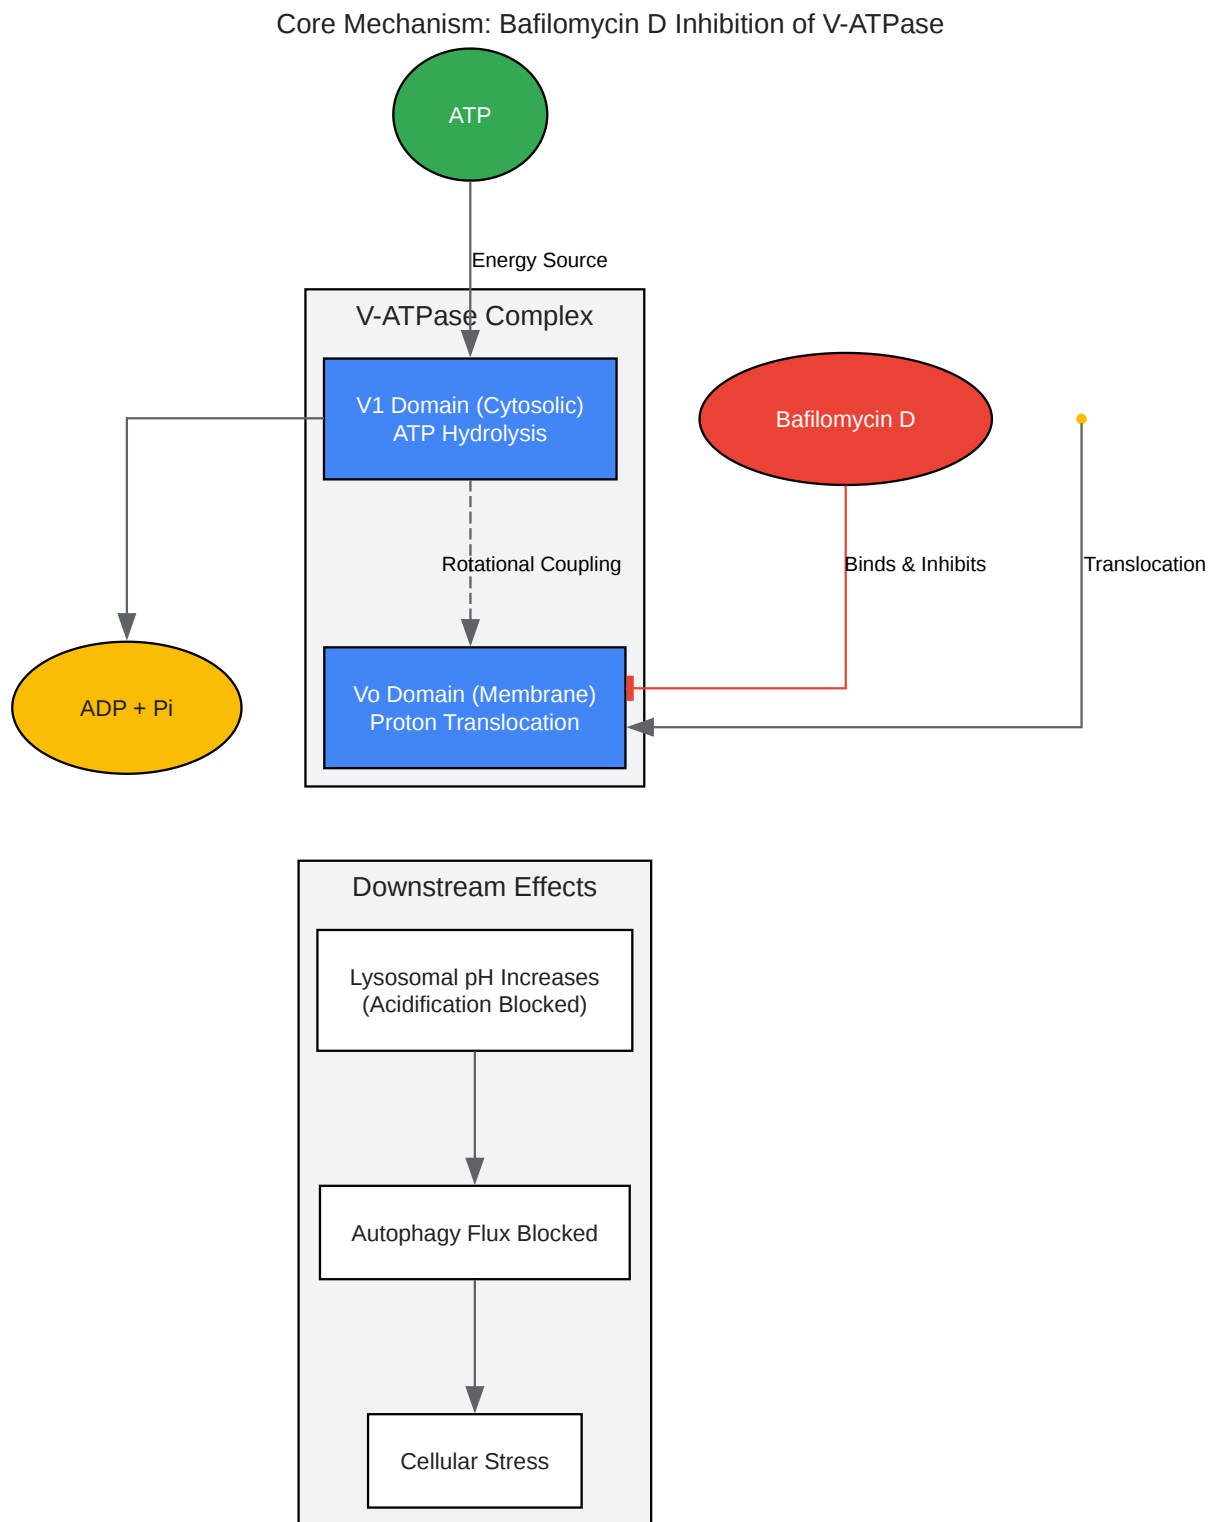 Core Mechanism: Bafilomycin D Inhibition of V-ATPase
ATP
Energy Source
V-ATPase Complex
V1 Domain (Cytosolic)
ATP Hydrolysis
Bafilomycin D
Rotational Coupling
Binds & Inhibits
Translocation
Vo Domain (Membrane)
Proton Translocation
ADP + Pi
Downstream Effects
Lysosomal pH Increases
(Acidification Blocked)
Autophagy Flux Blocked
Cellular Stress